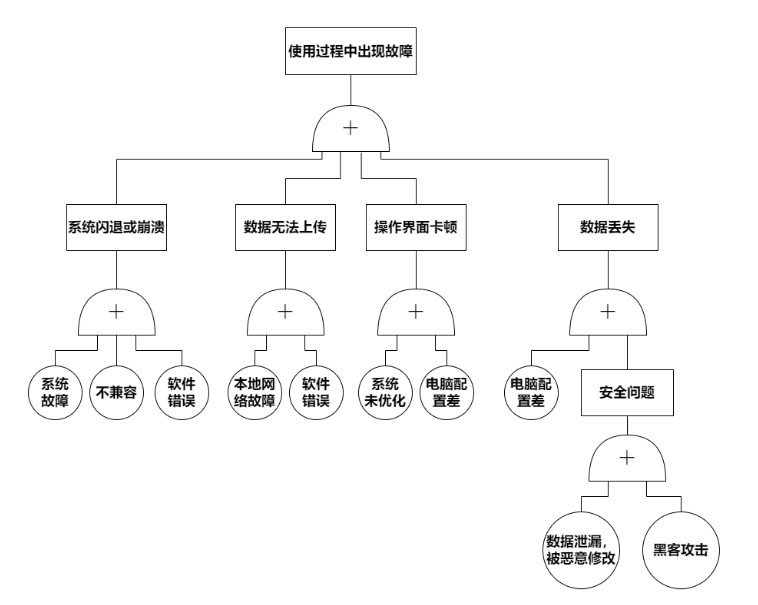 使用过程中出现故障
+
系统闪退或崩溃
数据无法上传
操作界面卡顿
数据丢失
+
+
+
+
系统
故障
不兼容
软件
错误
本地网
络故障
软件
错误
系统
未优化
电脑配
置差
电脑配
置差
安全问题
+
数据泄漏，
被恶意修改
黑客攻击